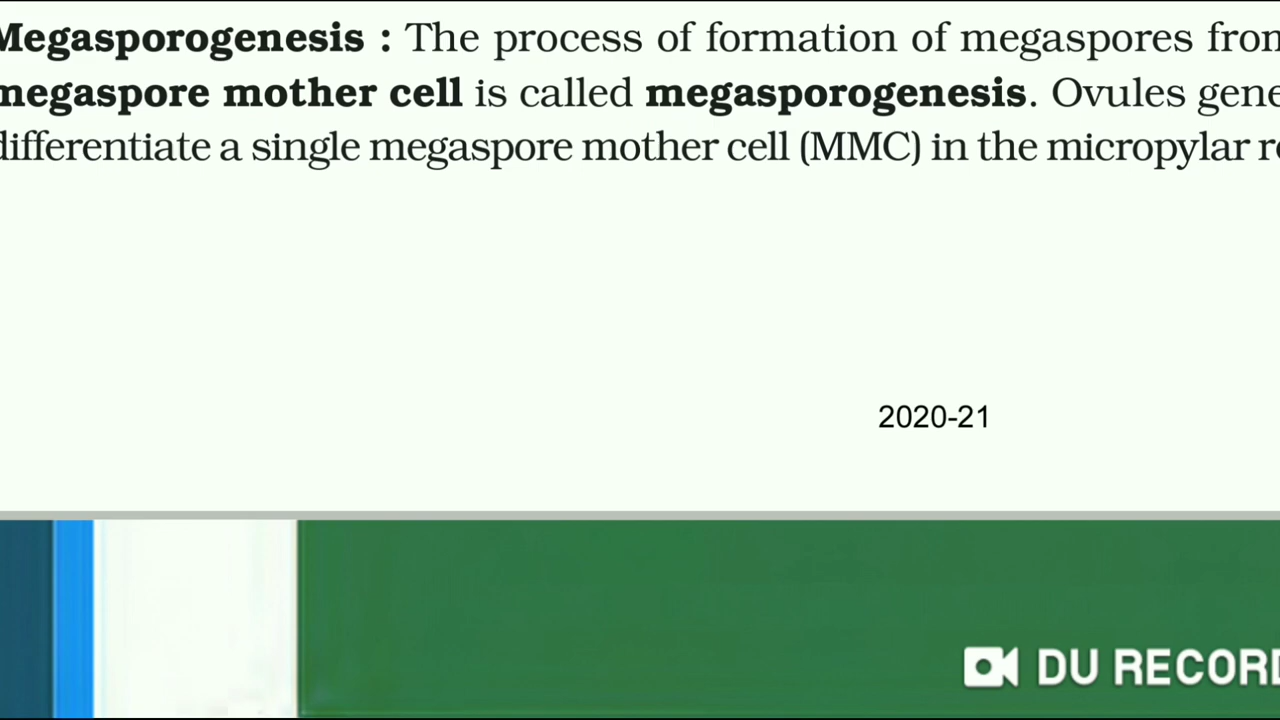 Megasporogenesis : The process of formation of megaspores from
megaspore mother cell is called megasporogenesis. Ovules gene
differentiate a single megaspore mother cell (MMC) in the micropylar re
2020-21
DU RECORD